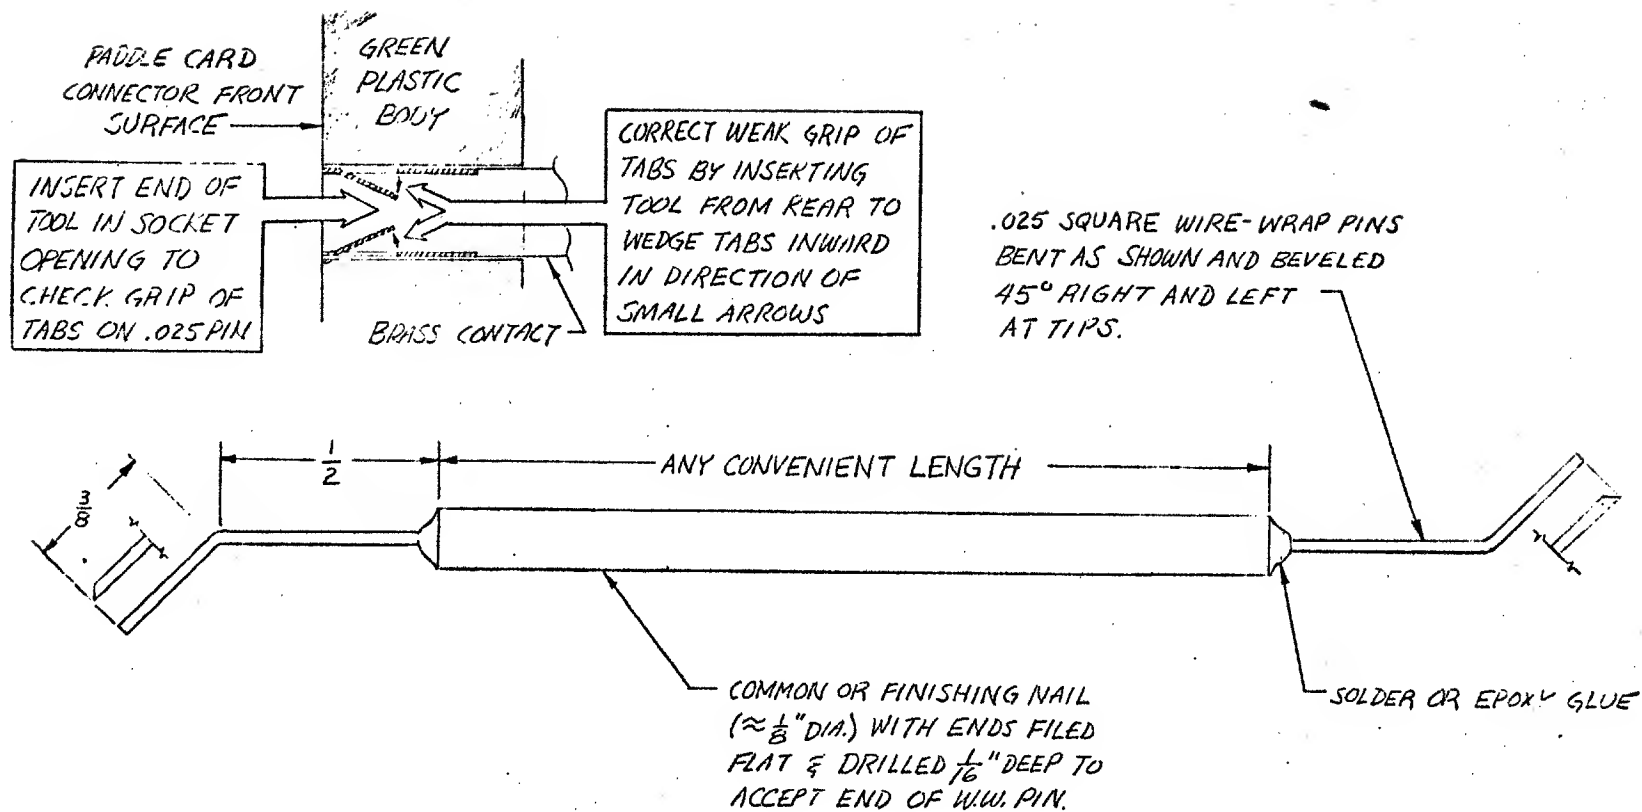 PADDLE CARD
CONNECTOR FRONT
SURFACE
GREEN
PLASTIC
BODY
INSERT END OF
TOOL IN SOCKET
OPENING TO
CHECK GRIP OF
TABS ON .025 PIN
BRASS CONTACT
CORRECT WEAK GRIP OF
TABS BY INSERTING
TOOL FROM REAR TO
WEDGE TABS INWARD
IN DIRECTION OF
SMALL ARROWS
.025 SQUARE WIRE-WRAP PINS
BENT AS SHOWN AND BEVELED
45° RIGHT AND LEFT
AT TIPS.
3/8
1/2
ANY CONVENIENT LENGTH
COMMON OR FINISHING NAIL
(≈ 1/8" DIA.) WITH ENDS FILED
FLAT & DRILLED 1/16" DEEP TO
ACCEPT END OF W.W. PIN.
SOLDER OR EPOXY GLUE